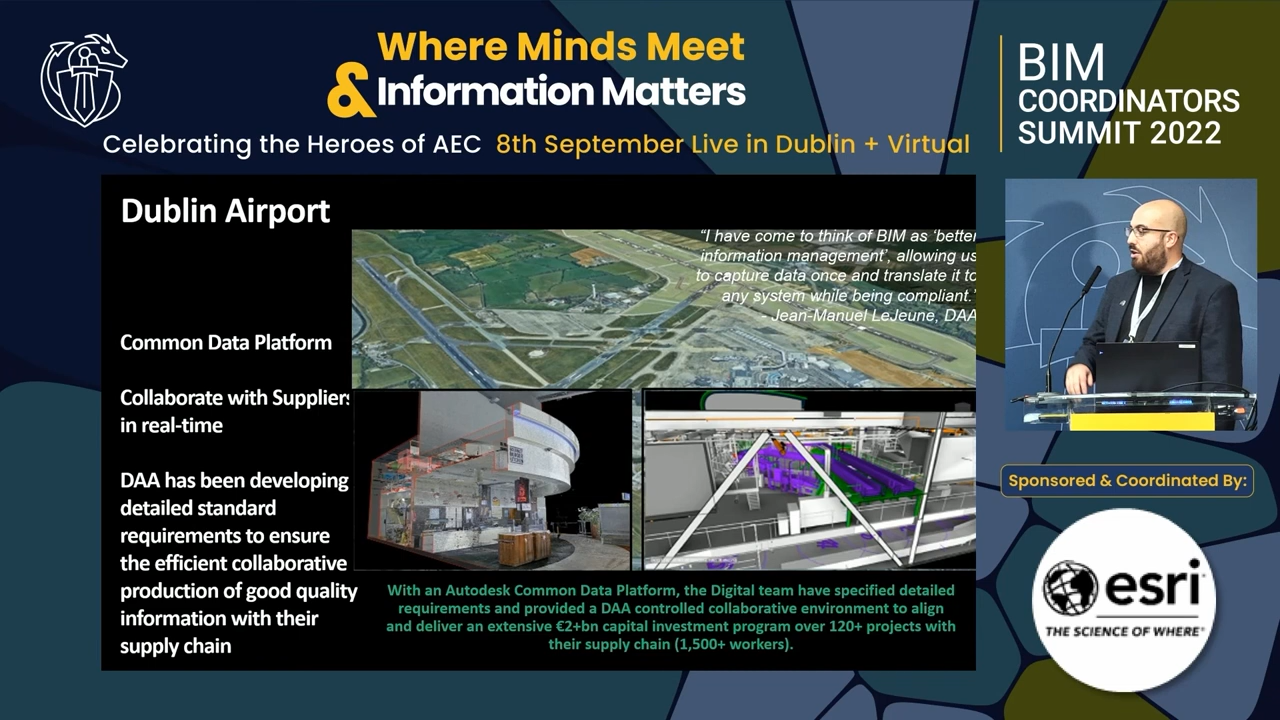 Where Minds Meet
& Information Matters
Celebrating the Heroes of AEC 8th September Live in Dublin + Virtual
BIM
COORDINATORS
SUMMIT 2022
Dublin Airport
“I have come to think of BIM as ‘better
information management’, allowing us
to capture data once and translate it to
any system while being compliant.”
- Jean-Manuel LeJeune, DAA
Common Data Platform
Collaborate with Suppliers
in real-time
DAA has been developing
detailed standard
requirements to ensure
the efficient collaborative
production of good quality
information with their
supply chain
With an Autodesk Common Data Platform, the Digital team have specified detailed
requirements and provided a DAA controlled collaborative environment to align
and deliver an extensive €2+bn capital investment program over 120+ projects with
their supply chain (1,500+ workers).
Sponsored & Coordinated By:
esri
THE SCIENCE OF WHERE®